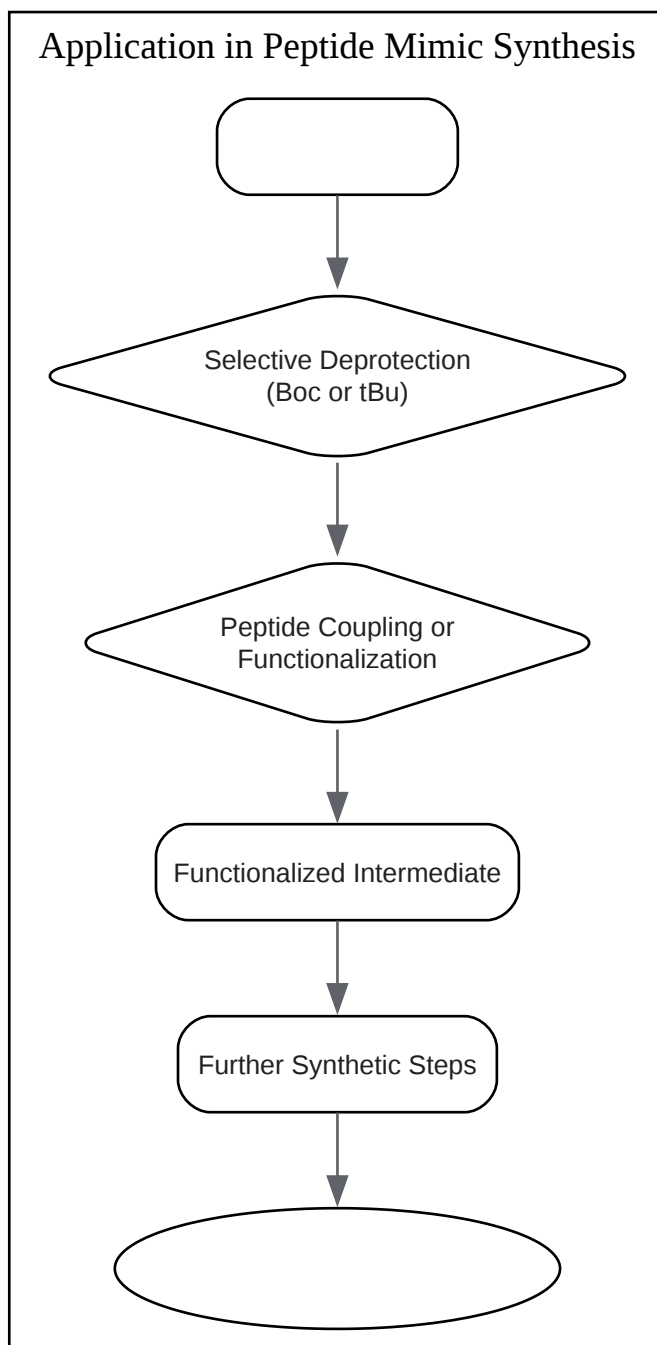 Application in Peptide Mimic Synthesis
Selective Deprotection
(Boc or tBu)
Peptide Coupling or
Functionalization
Functionalized Intermediate
Further Synthetic Steps